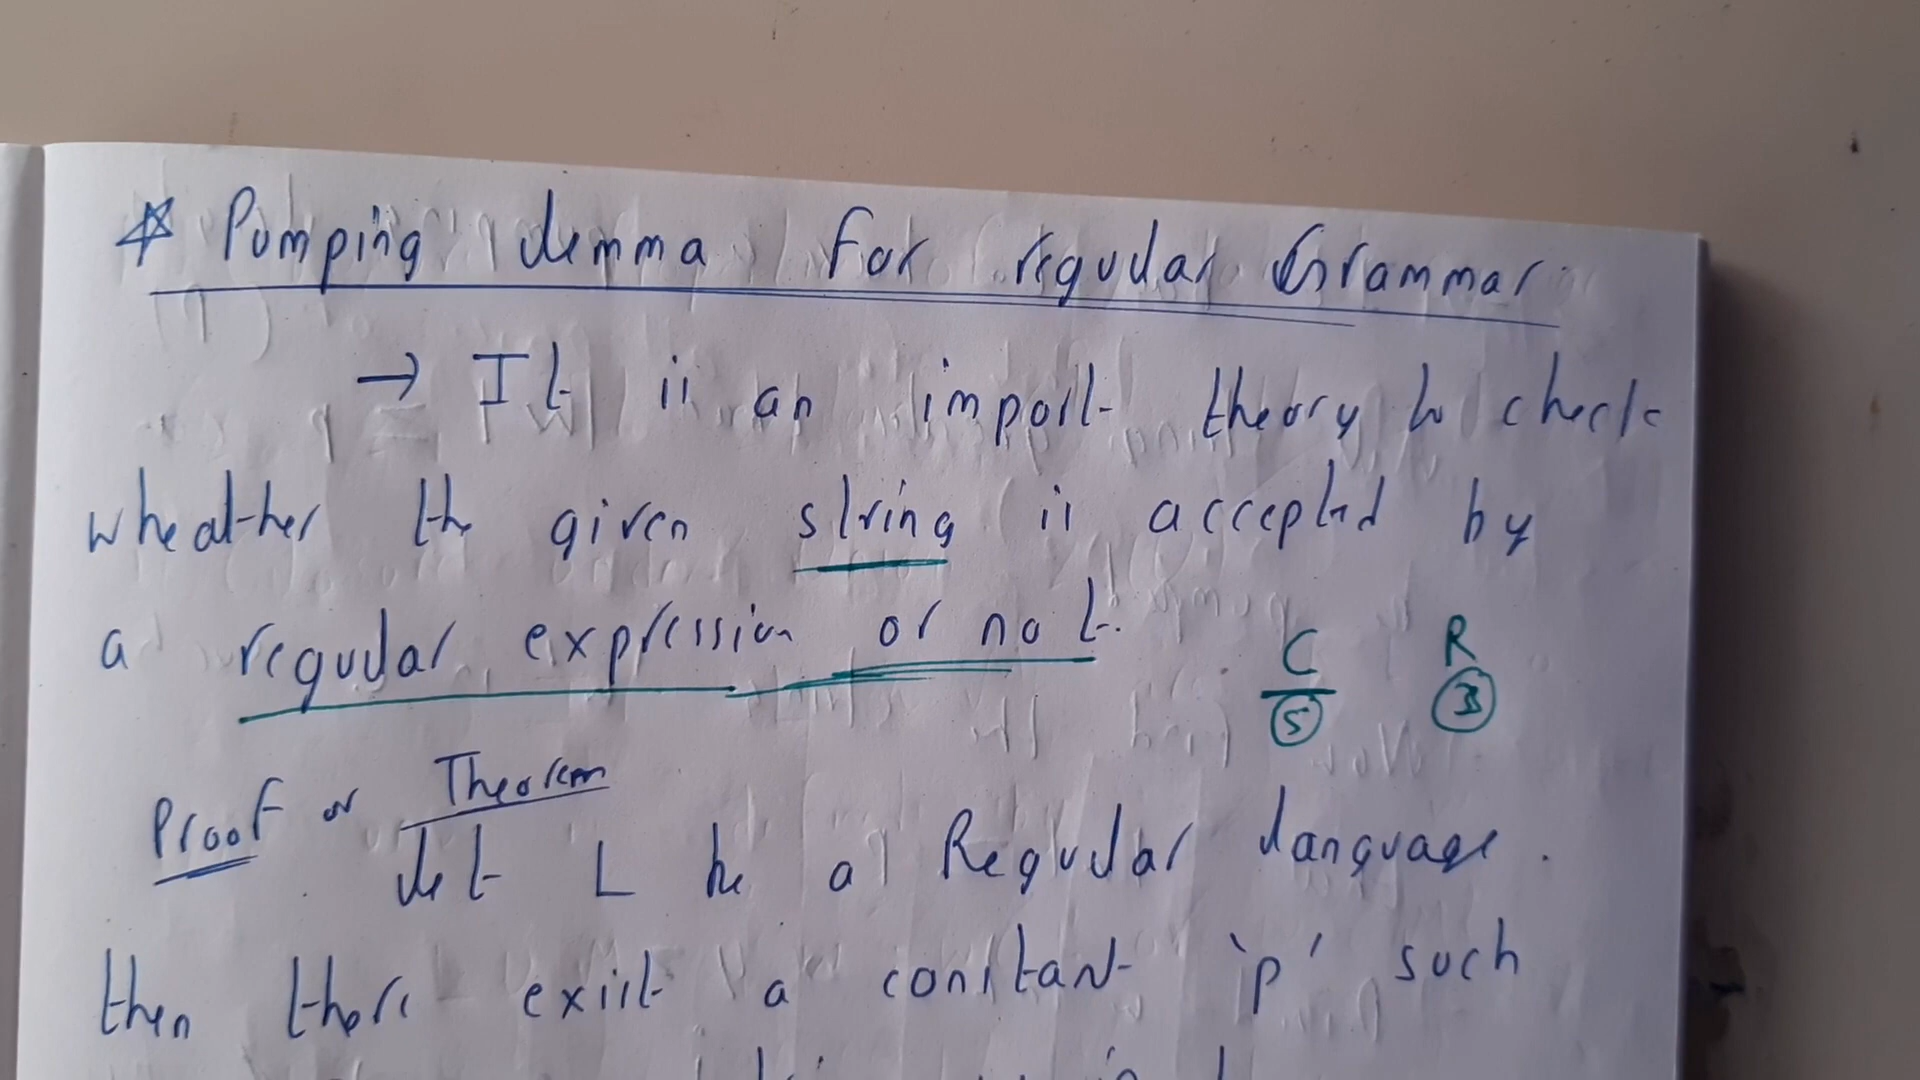 * Pumping Lemma For regular Grammar
→ It is an import theory to check
wheather the given string is accepted by
a regular expression or not.
C R
5 3
Proof or Theorem
Let L be a Regular Language.
then there exist a constant 'p' such